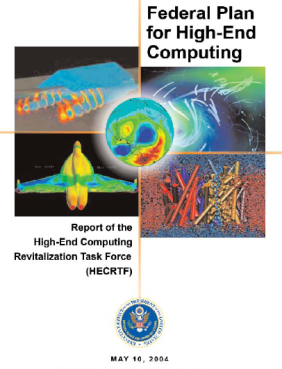 Federal Plan
for High-End
Computing
Report of the
High-End Computing
Revitalization Task Force
(HECRTF)
MAY 10, 2004